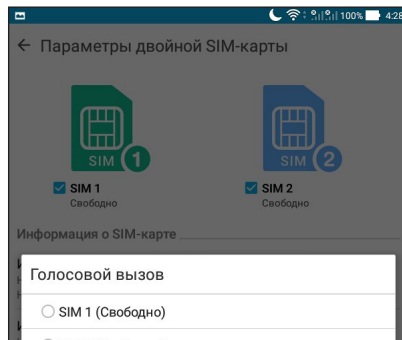 100% 4:28
← Параметры двойной SIM-карты
SIM 1 SIM 2
SIM 1 SIM 2
Свободно Свободно
Информация о SIM-карте
Голосовой вызов
SIM 1 (Свободно)